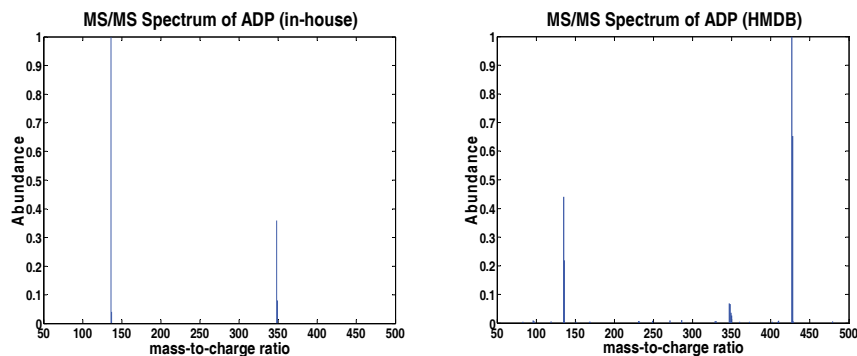 MS/MS Spectrum of ADP (in-house)
1
0.9
0.8
0.7
0.6
0.5
0.4
0.3
0.2
0.1
0
Abundance
50 100 150 200 250 300 350 400 450 500
mass-to-charge ratio
MS/MS Spectrum of ADP (HMDB)
1
0.9
0.8
0.7
0.6
0.5
0.4
0.3
0.2
0.1
0
Abundance
50 100 150 200 250 300 350 400 450 500
mass-to-charge ratio